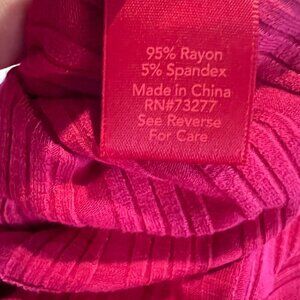 95% Rayon
5% Spandex
Made in China
RN#73277
See Reverse
For Care